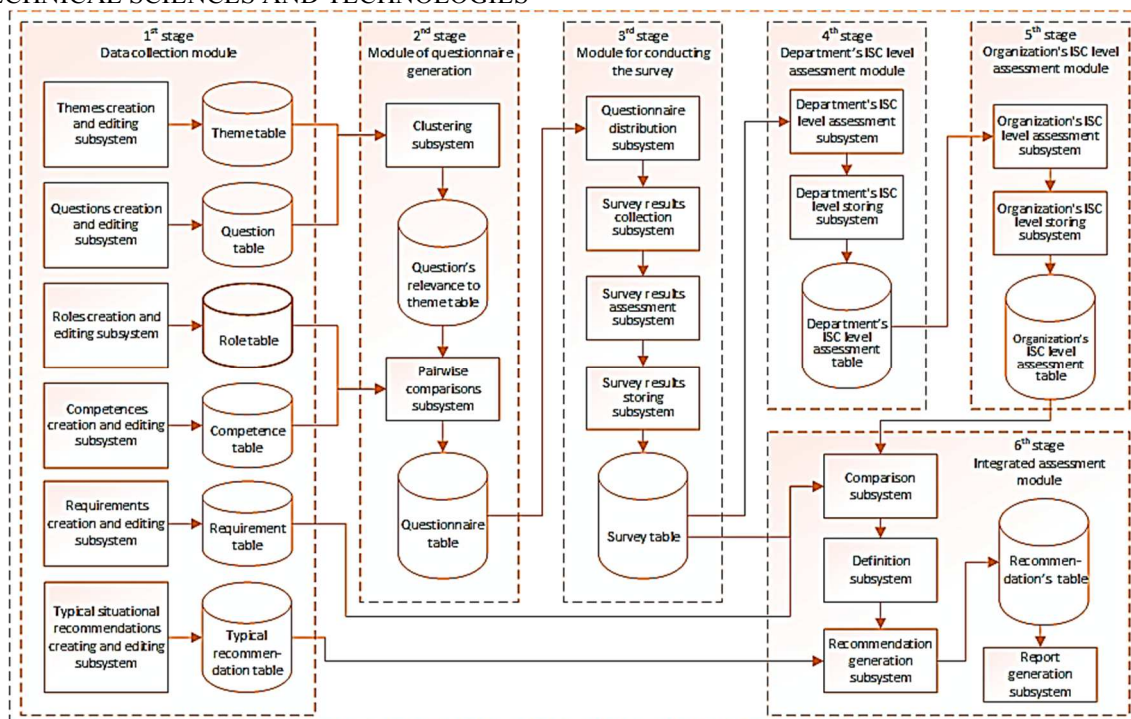 TECHNICAL SCIENCES AND TECHNOLOGIES
1st stage
Data collection module
Themes creation
and editing
subsystem
Theme table
Questions creation
and editing
subsystem
Question
table
Roles creation and
editing subsystem
Role table
Competences
creation and editing
subsystem
Competence
table
Requirements
creation and editing
subsystem
Requirement
table
Typical situational
recommendations
creating and editing
subsystem
Typical
recommen-
dation table
2nd stage
Module of questionnaire
generation
Clustering
subsystem
Question's
relevance to
theme table
Pairwise
comparisons
subsystem
Questionnaire
table
3rd stage
Module for conducting
the survey
Questionnaire
distribution
subsystem
Survey results
collection
subsystem
Survey results
assessment
subsystem
Survey results
storing
subsystem
Survey table
4th stage
Department's ISC level
assessment module
Department's ISC
level assessment
subsystem
Department's ISC
level storing
subsystem
Department's
ISC level
assessment
table
5th stage
Organization's ISC level
assessment module
Organization's ISC
level assessment
subsystem
Organization's ISC
level storing
subsystem
Organization's
ISC level
assessment
table
6th stage
Integrated assessment
module
Comparison
subsystem
Definition
subsystem
Recommendation
generation
subsystem
Recommen-
dation's table
Report
generation
subsystem